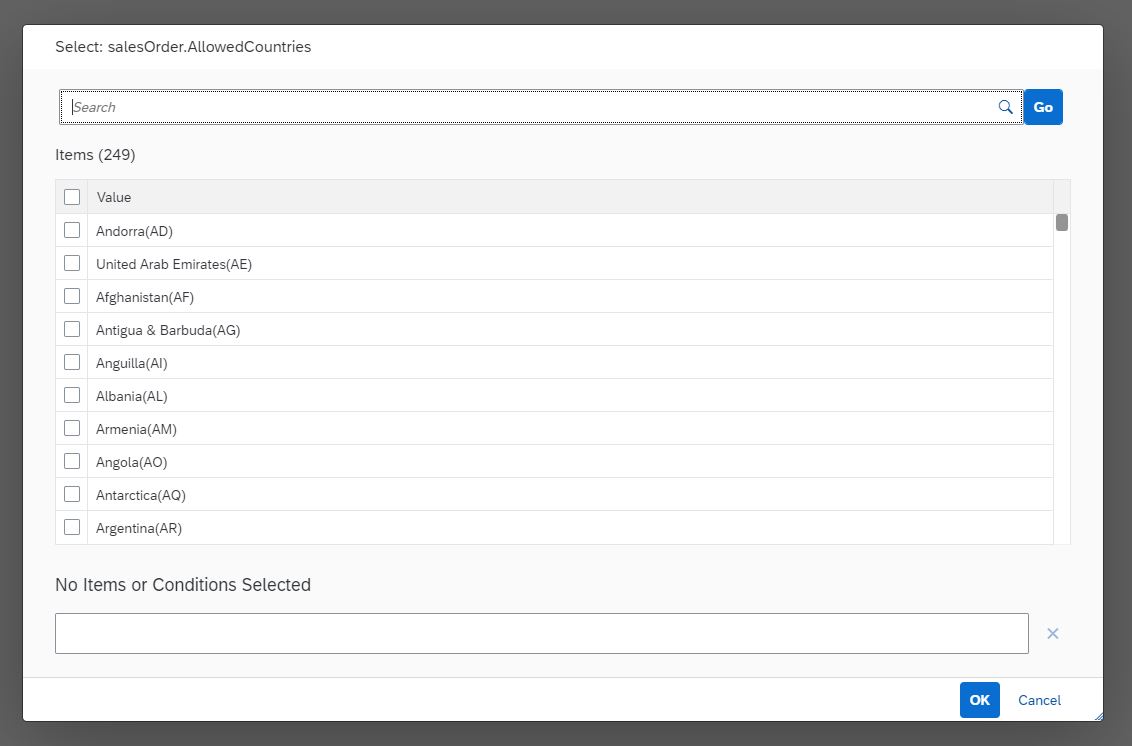 Select: salesOrder.AllowedCountries
Search
Go
Items (249)
Value
Andorra(AD)
United Arab Emirates(AE)
Afghanistan(AF)
Antigua & Barbuda(AG)
Anguilla(AI)
Albania(AL)
Armenia(AM)
Angola(AO)
Antarctica(AQ)
Argentina(AR)
No Items or Conditions Selected
OK Cancel